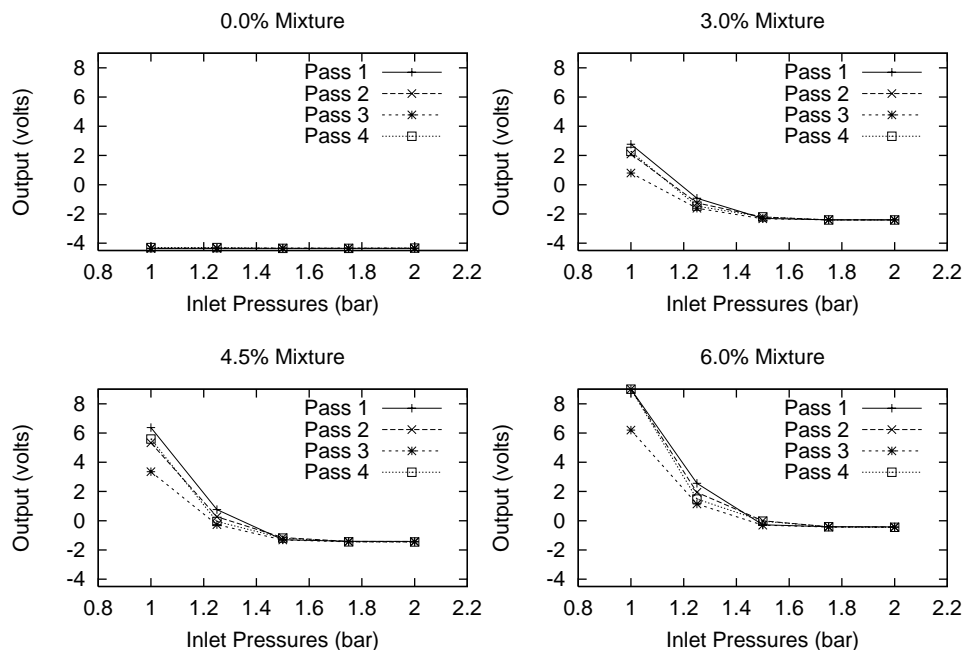 0.0% Mixture
Output (volts)
8
6
4
2
0
-2
-4
Pass 1
Pass 2
Pass 3
Pass 4
0.8 1 1.2 1.4 1.6 1.8 2 2.2
Inlet Pressures (bar)
3.0% Mixture
Output (volts)
8
6
4
2
0
-2
-4
Pass 1
Pass 2
Pass 3
Pass 4
0.8 1 1.2 1.4 1.6 1.8 2 2.2
Inlet Pressures (bar)
4.5% Mixture
Output (volts)
8
6
4
2
0
-2
-4
Pass 1
Pass 2
Pass 3
Pass 4
0.8 1 1.2 1.4 1.6 1.8 2 2.2
Inlet Pressures (bar)
6.0% Mixture
Output (volts)
8
6
4
2
0
-2
-4
Pass 1
Pass 2
Pass 3
Pass 4
0.8 1 1.2 1.4 1.6 1.8 2 2.2
Inlet Pressures (bar)